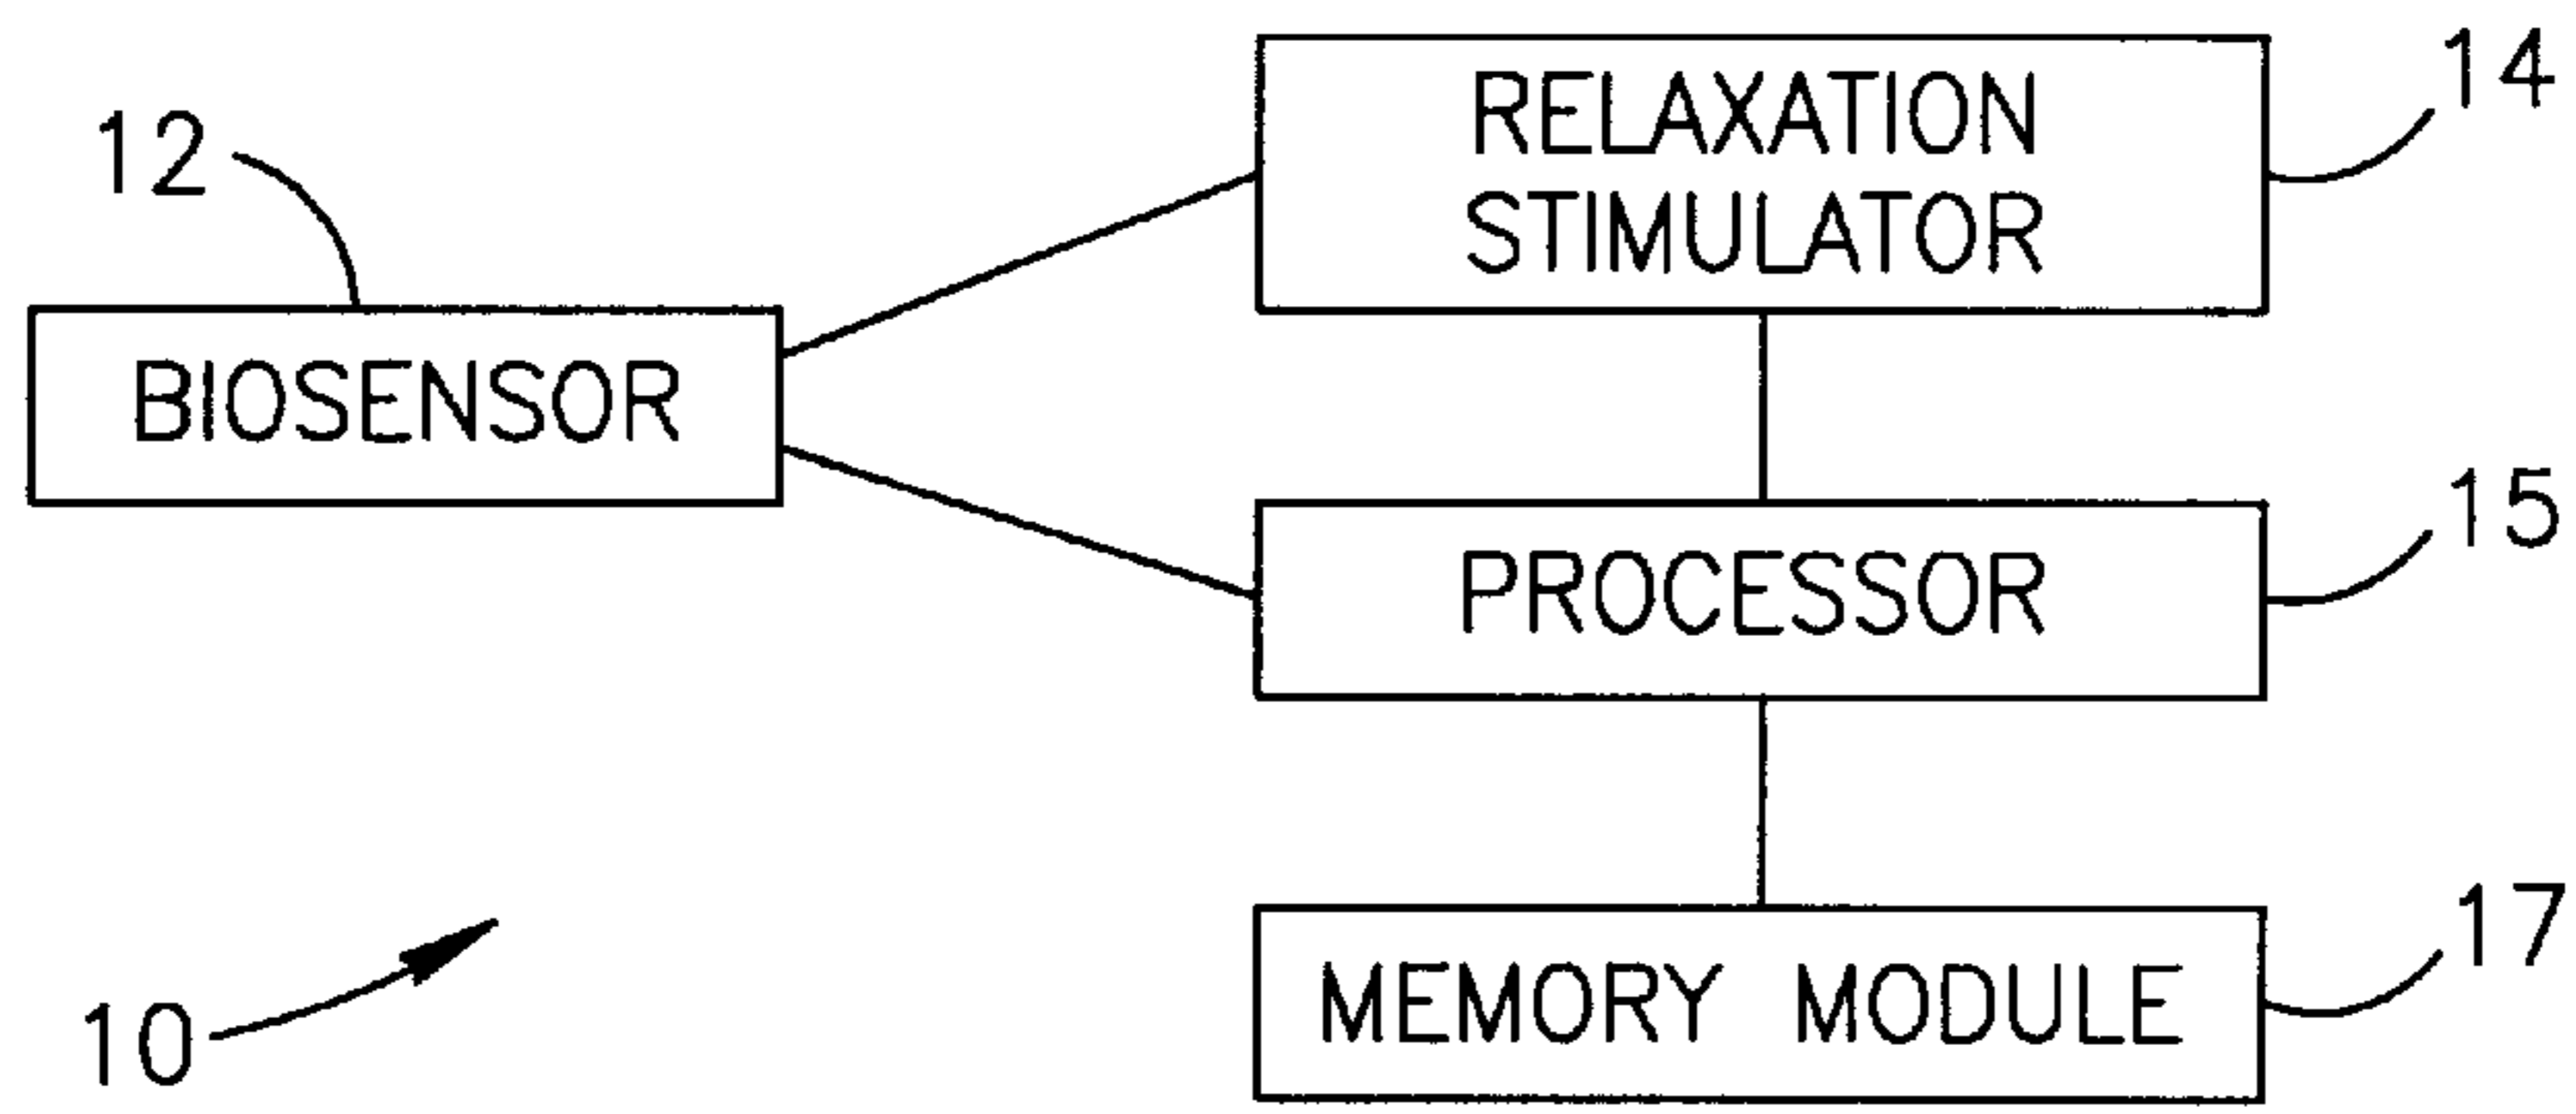 14
RELAXATION
STIMULATOR
12
BIOSENSOR
15
PROCESSOR
17
MEMORY MODULE
10